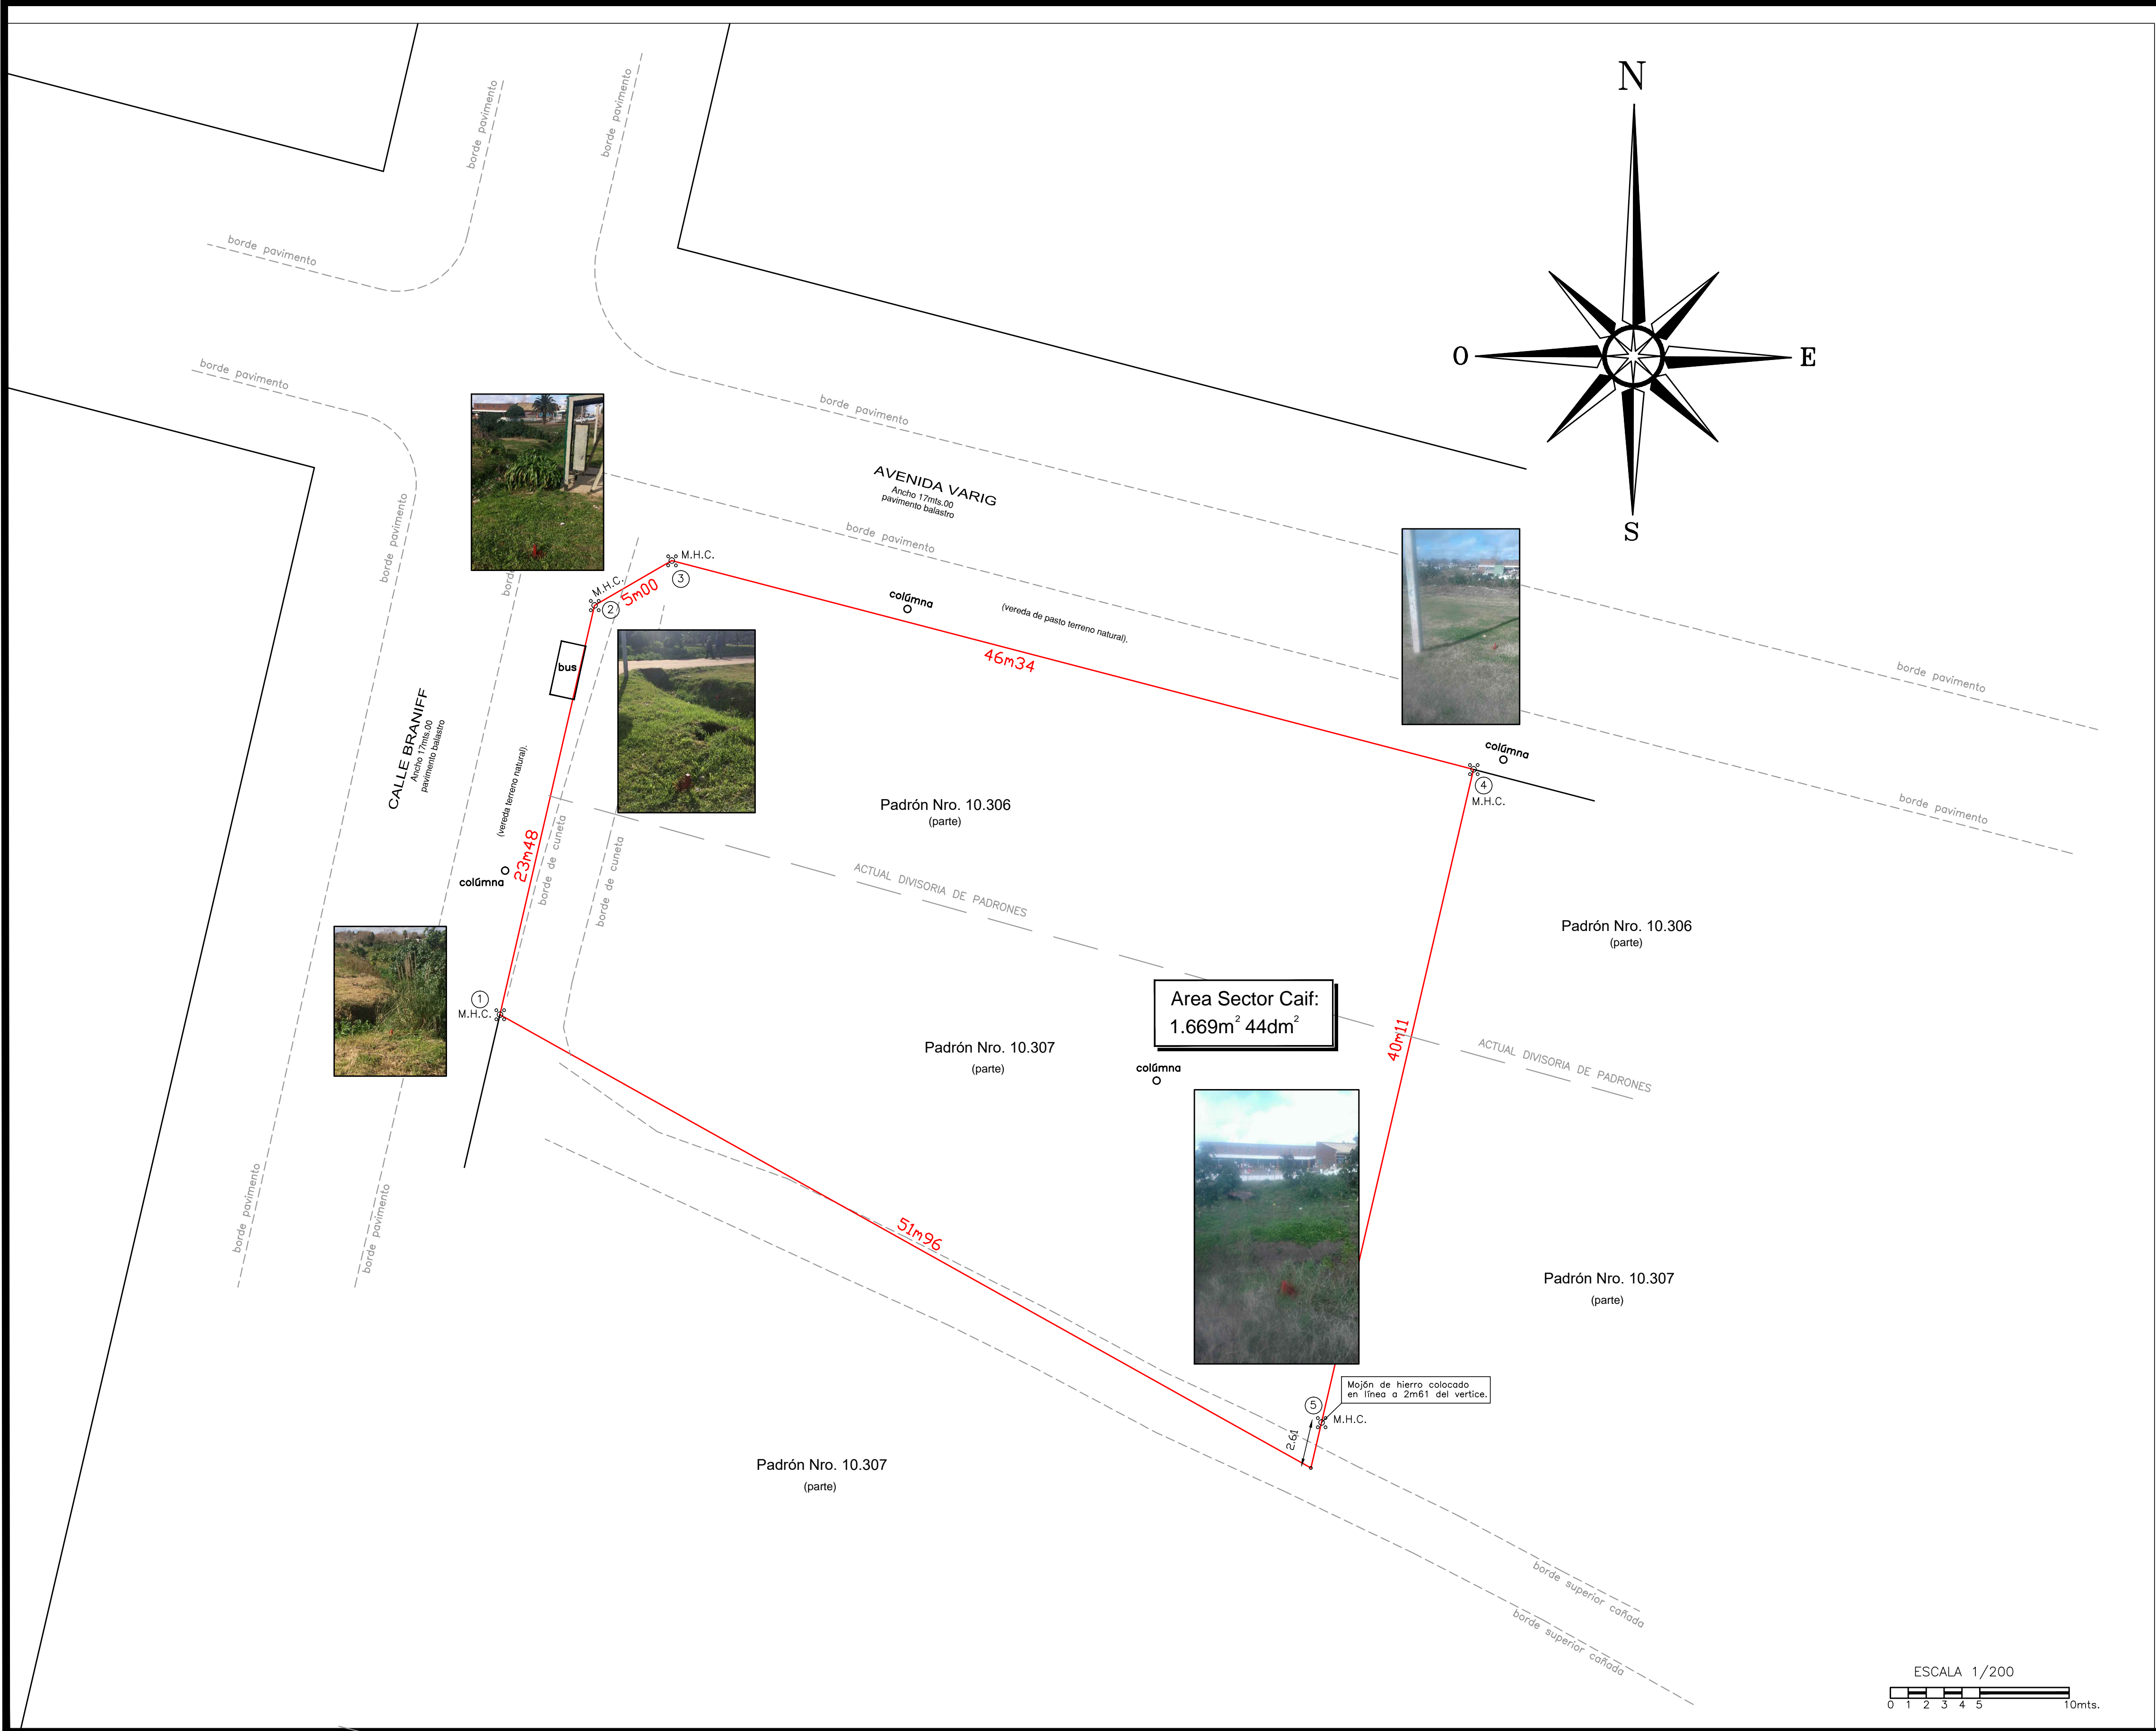 N
O
E
S
borde pavimento
borde pavimento
borde pavimento
borde pavimento
borde pavimento
AVENIDA VARIG
Ancho 17mts.00
pavimento balastro
borde pavimento
borde pavimento
bord
M.H.C.
3
M.H.C.
2
5m00
colúmna
(vereda de pasto terreno natural).
46m34
bus
borde pavimento
CALLE BRANIFF
Ancho 17mts.00
pavimento balastro
(vereda terreno natural).
colúmna
4
M.H.C.
borde pavimento
Padrón Nro. 10.306
(parte)
23m48
borde de cuneta
borde de cuneta
colúmna
ACTUAL DIVISORIA DE PADRONES
Padrón Nro. 10.306
(parte)
1
M.H.C.
Area Sector Caif:
1.669m² 44dm²
40m11
ACTUAL DIVISORIA DE PADRONES
Padrón Nro. 10.307
(parte)
colúmna
borde pavimento
borde pavimento
51m96
Padrón Nro. 10.307
(parte)
Mojón de hierro colocado
en línea a 2m61 del vertice.
5
M.H.C.
2.61
Padrón Nro. 10.307
(parte)
borde superior cañada
borde superior cañada
ESCALA 1/200
0 1 2 3 4 5 10mts.